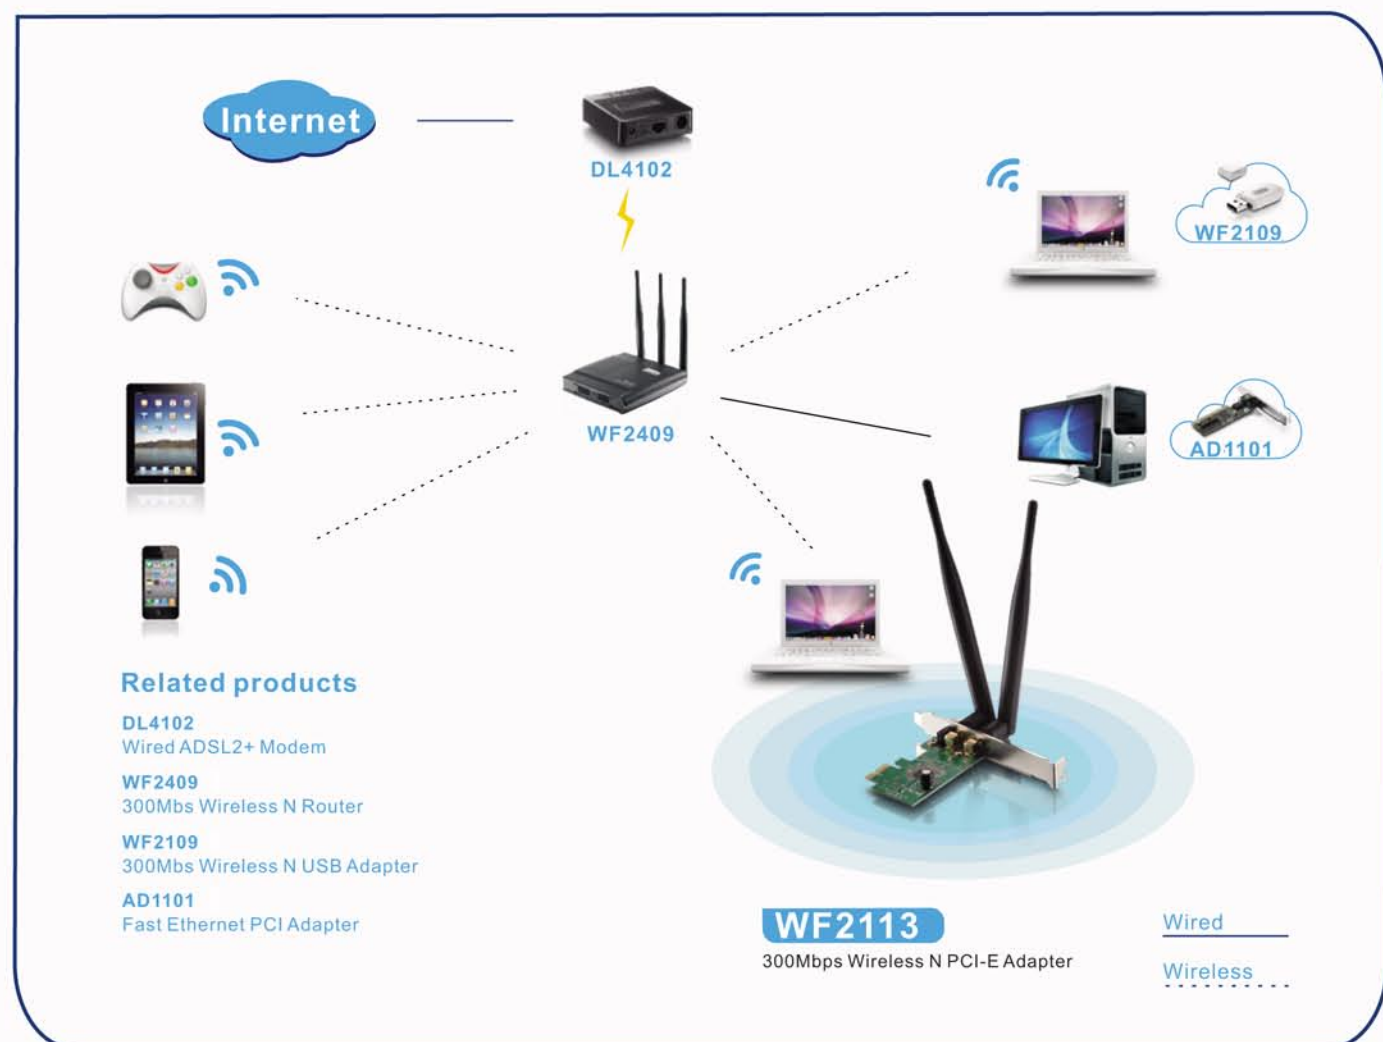 Internet
DL4102
WF2109
WF2409
AD1101
Related products
DL4102
Wired ADSL2+ Modem
WF2409
300Mbs Wireless N Router
WF2109
300Mbs Wireless N USB Adapter
AD1101
Fast Ethernet PCI Adapter
WF2113
300Mbps Wireless N PCI-E Adapter
Wired
Wireless